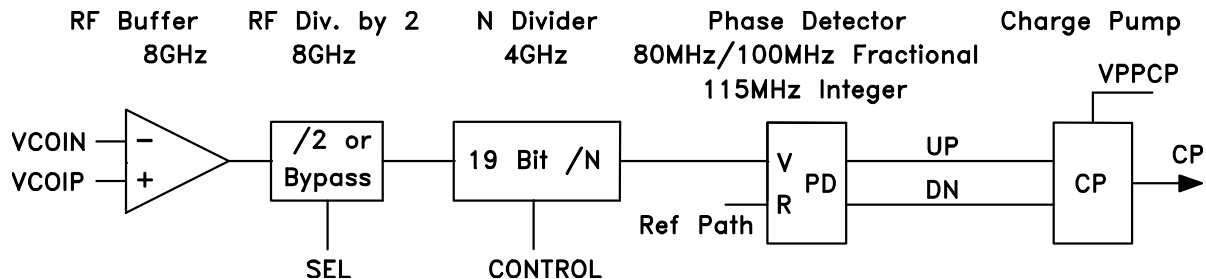 RF Buffer
8GHz
RF Div. by 2
8GHz
N Divider
4GHz
Phase Detector
80MHz/100MHz Fractional
115MHz Integer
Charge Pump
VPPCP
VCOIN
VCOIP
−
+
/2 or
Bypass
SEL
19 Bit /N
CONTROL
V
R
PD
Ref Path
UP
DN
CP
CP